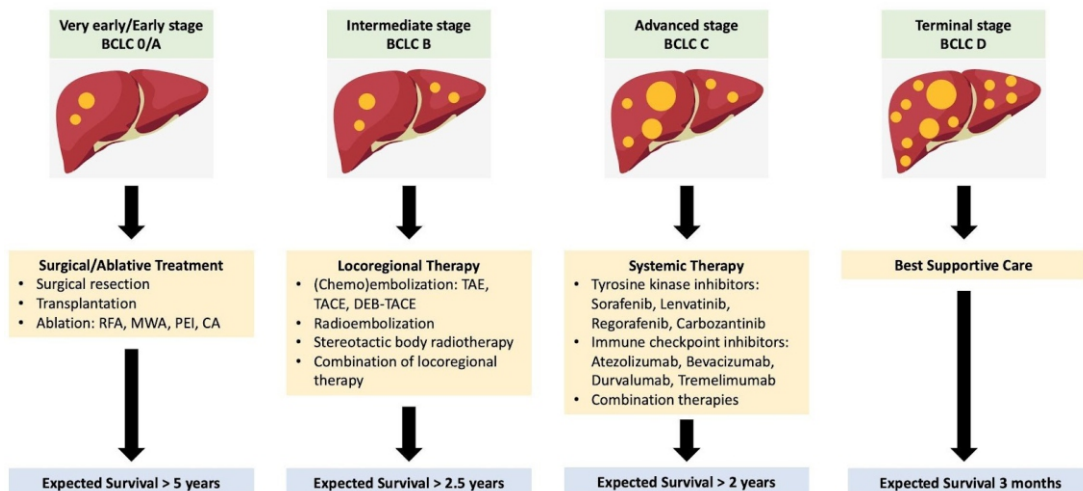 Very early/Early stage
BCLC 0/A
Intermediate stage
BCLC B
Advanced stage
BCLC C
Terminal stage
BCLC D
Surgical/Ablative Treatment
• Surgical resection
• Transplantation
• Ablation: RFA, MWA, PEI, CA
Locoregional Therapy
• (Chemo)embolization: TAE,
TACE, DEB-TACE
• Radioembolization
• Stereotactic body radiotherapy
• Combination of locoregional
therapy
Systemic Therapy
• Tyrosine kinase inhibitors:
Sorafenib, Lenvatinib,
Regorafenib, Carbozantinib
• Immune checkpoint inhibitors:
Atezolizumab, Bevacizumab,
Durvalumab, Tremelimumab
• Combination therapies
Best Supportive Care
Expected Survival > 5 years
Expected Survival > 2.5 years
Expected Survival > 2 years
Expected Survival 3 months